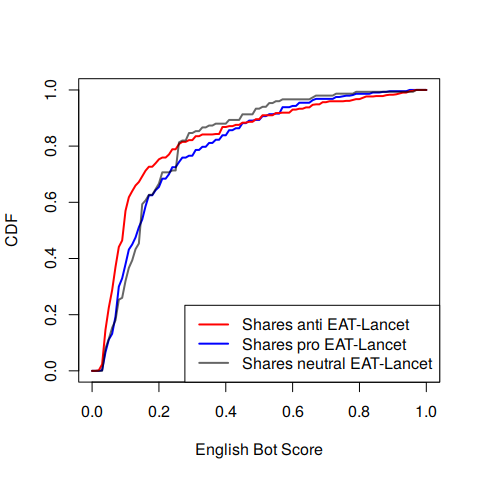 1.0
0.8
0.6
0.4
0.2
0.0
CDF
Shares anti EAT-Lancet
Shares pro EAT-Lancet
Shares neutral EAT-Lancet
0.0 0.2 0.4 0.6 0.8 1.0
English Bot Score